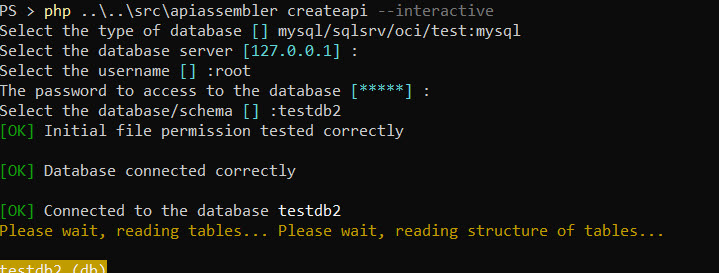 PS > php ..\..\src\apiassembler createapi --interactive
Select the type of database [] mysql/sqlsrv/oci/test:mysql
Select the database server [127.0.0.1] :
Select the username [] :root
The password to access to the database [*****] :
Select the database/schema [] :testdb2
[OK] Initial file permission tested correctly
[OK] Database connected correctly
[OK] Connected to the database testdb2
Please wait, reading tables... Please wait, reading structure of tables...
testdb2 (db)